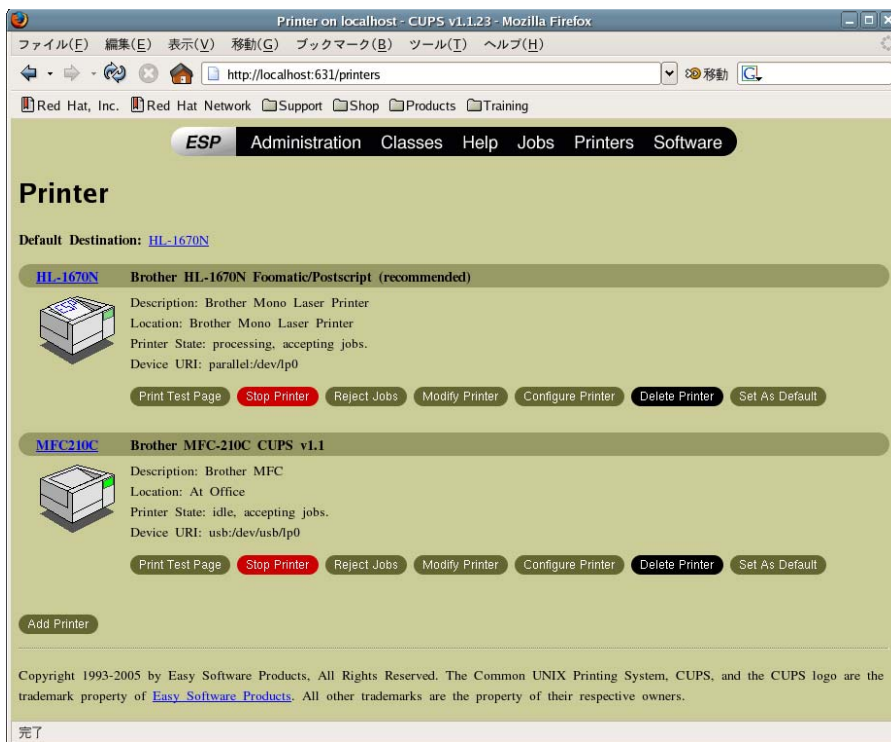 Printer on localhost - CUPS v1.1.23 - Mozilla Firefox
ファイル(F) 編集(E) 表示(V) 移動(G) ブックマーク(B) ツール(T) ヘルプ(H)
http://localhost:631/printers 移動 G
Red Hat, Inc. Red Hat Network Support Shop Products Training
ESP Administration Classes Help Jobs Printers Software
Printer
Default Destination: HL-1670N
HL-1670N Brother HL-1670N Foomatic/Postscript (recommended)
ESP
Description: Brother Mono Laser Printer
Location: Brother Mono Laser Printer
Printer State: processing, accepting jobs.
Device URI: parallel:/dev/lp0
Print Test Page Stop Printer Reject Jobs Modify Printer Configure Printer Delete Printer Set As Default
MFC210C Brother MFC-210C CUPS v1.1
Description: Brother MFC
Location: At Office
Printer State: idle, accepting jobs.
Device URI: usb:/dev/usb/lp0
Print Test Page Stop Printer Reject Jobs Modify Printer Configure Printer Delete Printer Set As Default
Add Printer
Copyright 1993-2005 by Easy Software Products, All Rights Reserved. The Common UNIX Printing System, CUPS, and the CUPS logo are the
trademark property of Easy Software Products. All other trademarks are the property of their respective owners.
完了